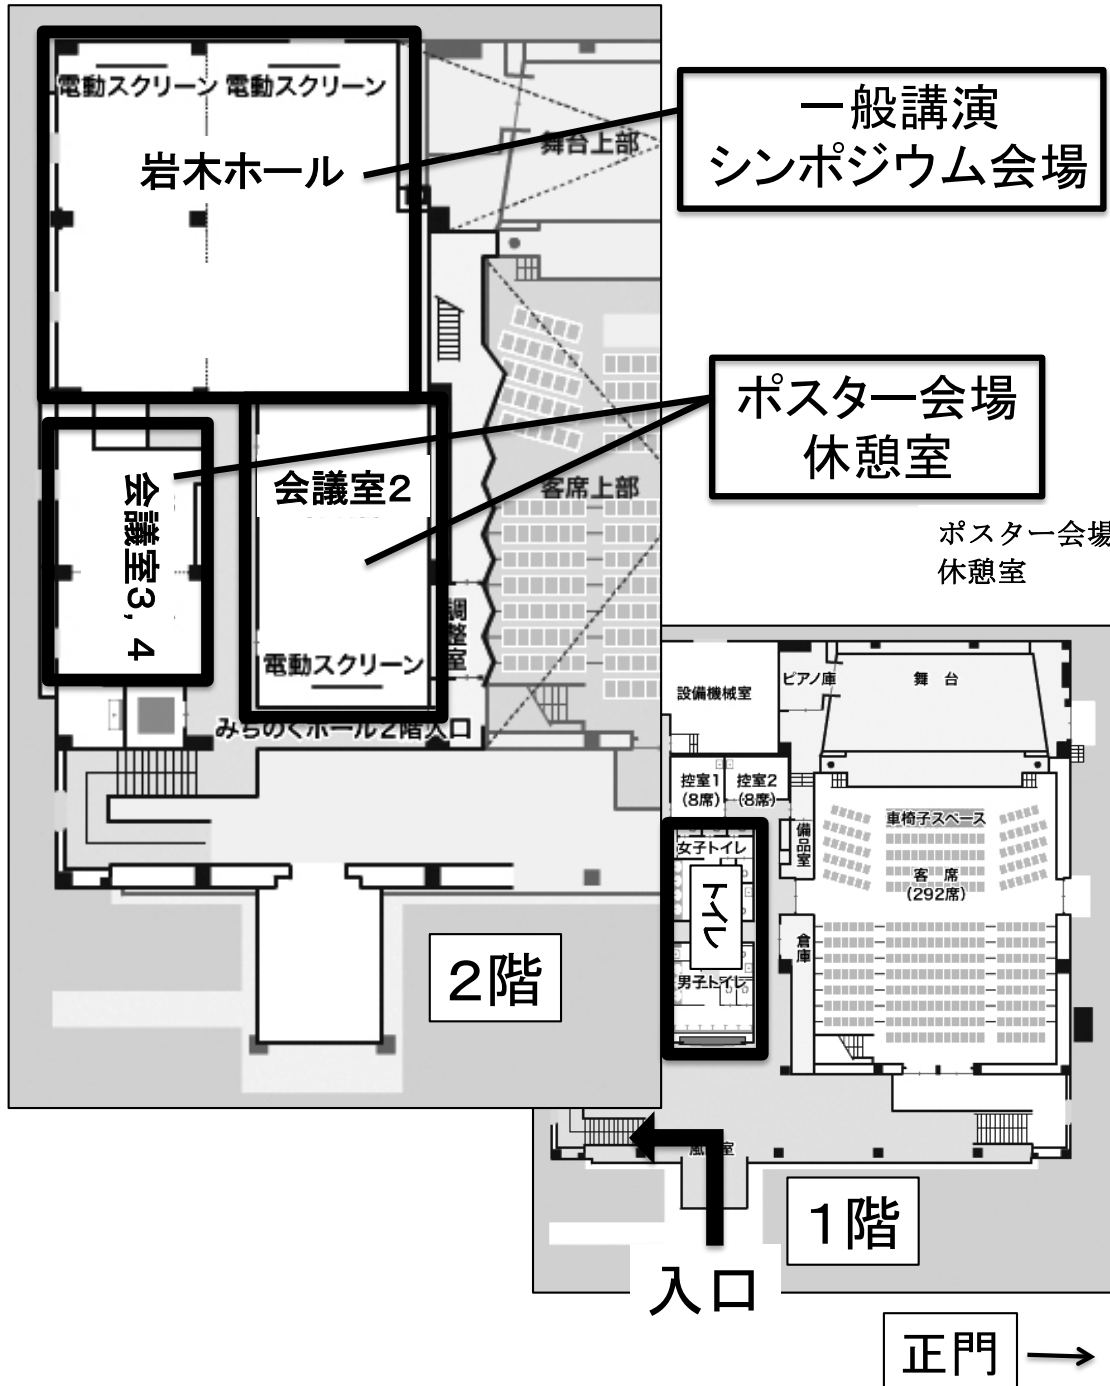 電動スクリーン 電動スクリーン
岩木ホール
舞台上部
一般講演
シンポジウム会場
ポスター会場
休憩室
会議室3, 4
会議室2
客席上部
ポスター会場
休憩室
調整室
電動スクリーン
みちのくホール2階入口
設備機械室
ピアノ庫
舞 台
控室1
(8席)
控室2
(8席)
備品室
車椅子スペース
客 席
(292席)
女子トイレ
トイレ
男子トイレ
倉庫
2階
室
1階
入口
正門